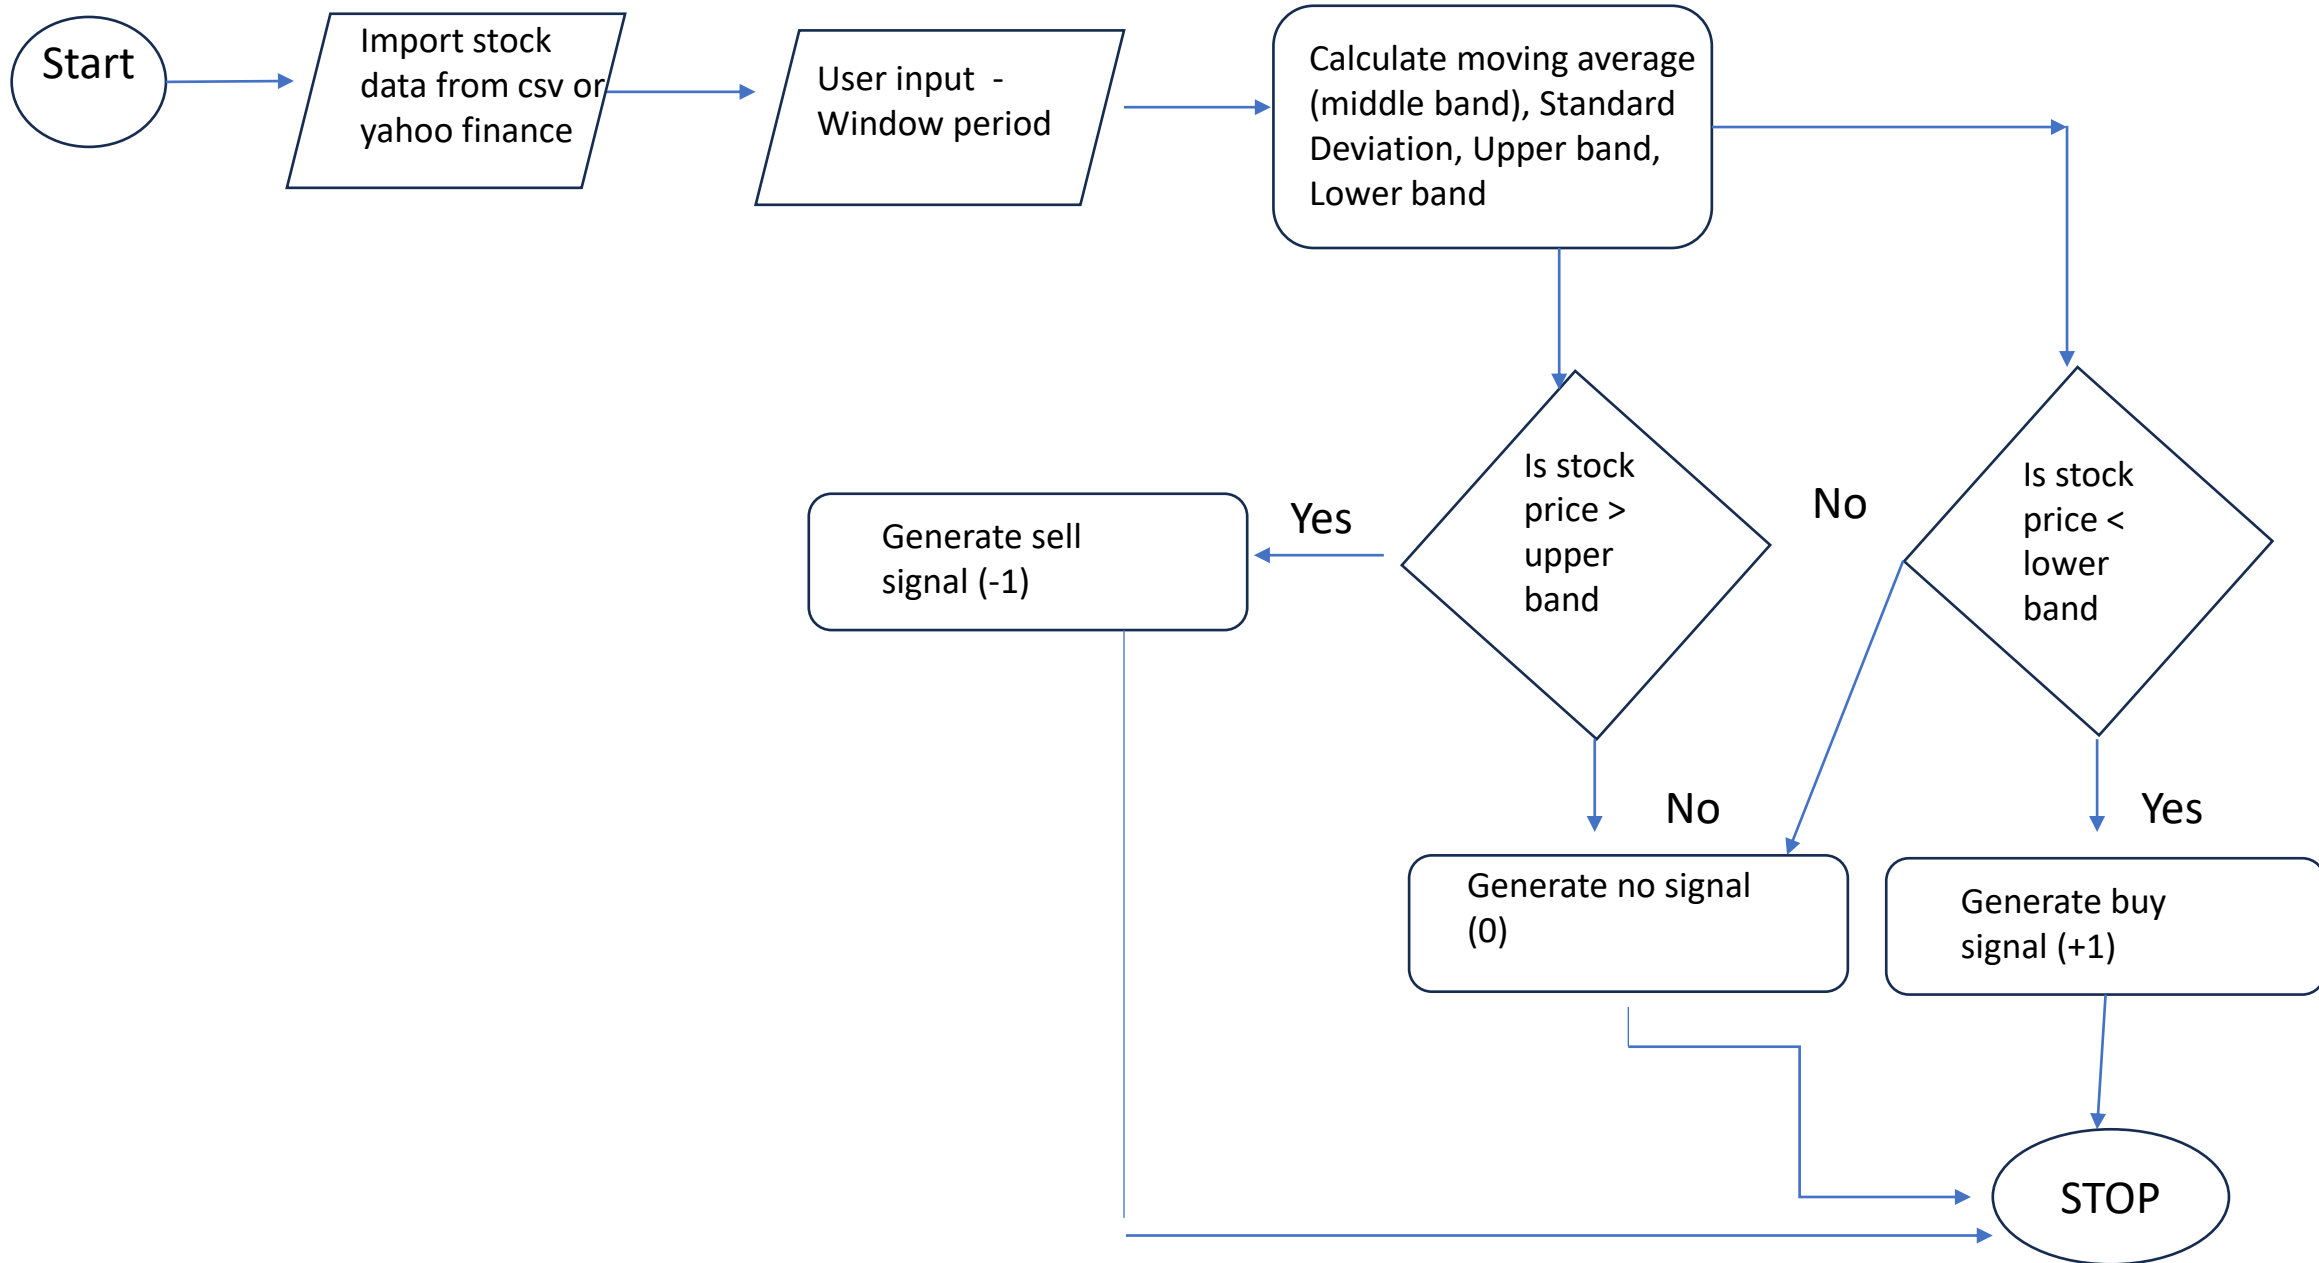 Start
Import stock
data from csv or
yahoo finance
User input  -
Window period
Calculate moving average
(middle band), Standard
Deviation, Upper band,
Lower band
Is stock
price >
upper
band
Is stock
price <
lower
band
Yes
No
Generate sell
signal (-1)
No
Yes
Generate no signal
(0)
Generate buy
signal (+1)
STOP